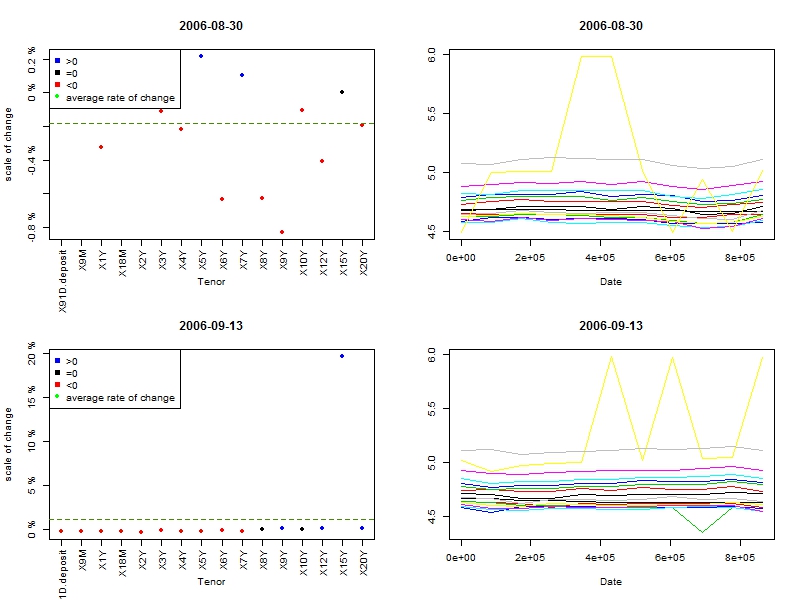 2006-08-30
0.2 %
0 %
-0.4 %
-0.8 %
scale of change
>0
=0
<0
average rate of change
X91D.deposit
X9M
X1Y
X18M
X2Y
X3Y
X4Y
X5Y
X6Y
X7Y
X8Y
X9Y
X10Y
X12Y
X15Y
X20Y
Tenor
2006-08-30
6.0
5.5
5.0
4.5
0e+00
2e+05
4e+05
6e+05
8e+05
Date
2006-09-13
20 %
15 %
10 %
5 %
0 %
scale of change
>0
=0
<0
average rate of change
1D.deposit
X9M
X1Y
X18M
X2Y
X3Y
X4Y
X5Y
X6Y
X7Y
X8Y
X9Y
X10Y
X12Y
X15Y
X20Y
Tenor
2006-09-13
6.0
5.5
5.0
4.5
0e+00
2e+05
4e+05
6e+05
8e+05
Date